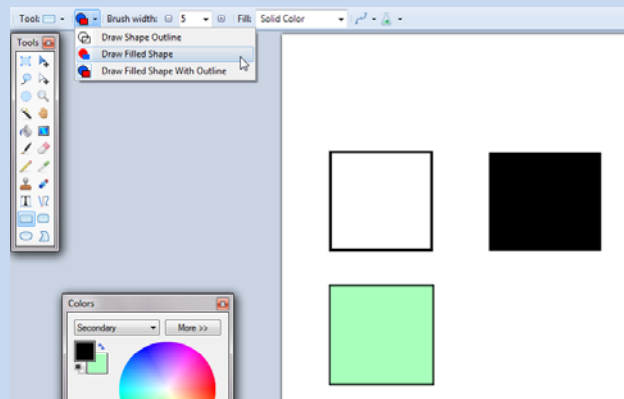 Tool: Brush width: 5 Fill: Solid Color
Draw Shape Outline
Draw Filled Shape
Draw Filled Shape With Outline
Tools
T
Colors
Secondary More >>